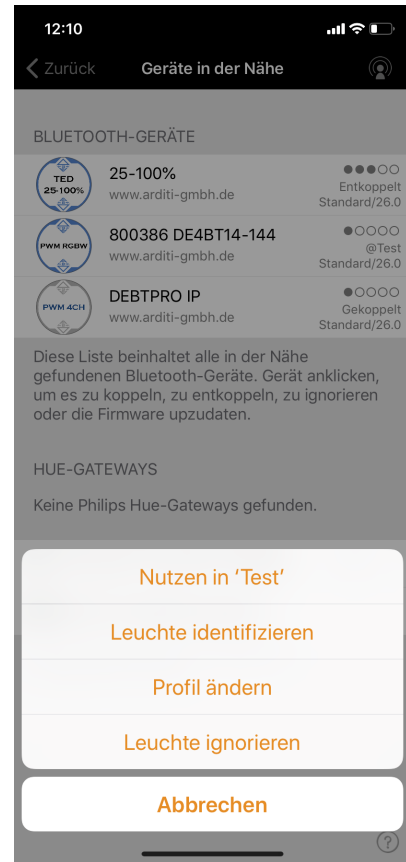 12:10
Zurück Geräte in der Nähe
BLUETOOTH-GERÄTE
TED
25-100%
25-100%
www.arditi-gmbh.de
Entkoppelt
Standard/26.0
PWM RGBW
800386 DE4BT14-144
www.arditi-gmbh.de
@Test
Standard/26.0
PWM 4CH
DEBTPRO IP
www.arditi-gmbh.de
Gekoppelt
Standard/26.0
Diese Liste beinhaltet alle in der Nähe
gefundenen Bluetooth-Geräte. Gerät anklicken,
um es zu koppeln, zu entkoppeln, zu ignorieren
oder die Firmware upzudaten.
HUE-GATEWAYS
Keine Philips Hue-Gateways gefunden.
Nutzen in ‘Test’
Leuchte identifizieren
Profil ändern
Leuchte ignorieren
Abbrechen
?